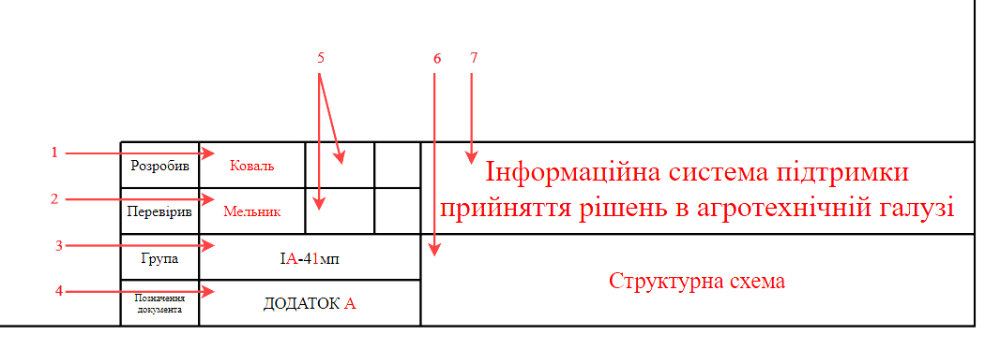 5
6
7
1
Розробив
Коваль
Інформаційна система підтримки
прийняття рішень в агротехнічній галузі
2
Перевірив
Мельник
3
Група
ІА-41мп
Структурна схема
4
Позначення
документа
ДОДАТОК А